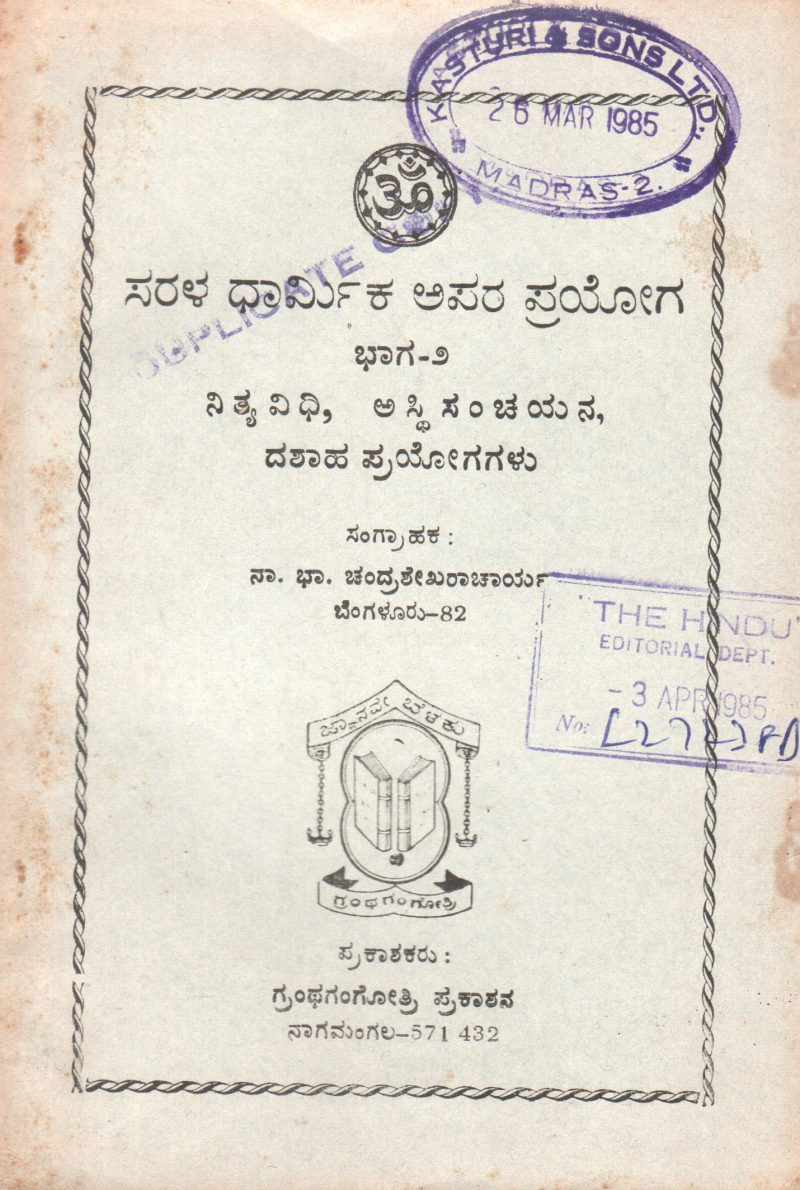 KASTURI & SONS LTD.,
26 MAR 1985
MADRAS-2.
ॐ
DUPLICATE
ಸರಳ ಧಾರ್ಮಿಕ ಅಪರ ಪ್ರಯೋಗ
ಭಾಗ-೨
ನಿತ್ಯವಿಧಿ, ಅಸ್ಥಿಸಂಚಯನ,
ದಶಾಹ ಪ್ರಯೋಗಗಳು
ಸಂಗ್ರಾಹಕ :
ನಾ. ಭಾ. ಚಂದ್ರಶೇಖರಾಚಾರ್ಯ
ಬೆಂಗಳೂರು-82
"THE HINDU"
EDITORIAL DEPT.
- 3 APR 1985
No:
ಜ್ಞಾನವೇ ಬೆಳಕು
ಗ್ರಂಥಗಂಗೋತ್ರಿ
ಪ್ರಕಾಶಕರು :
ಗ್ರಂಥಗಂಗೋತ್ರಿ ಪ್ರಕಾಶನ
ನಾಗಮಂಗಲ-571 432